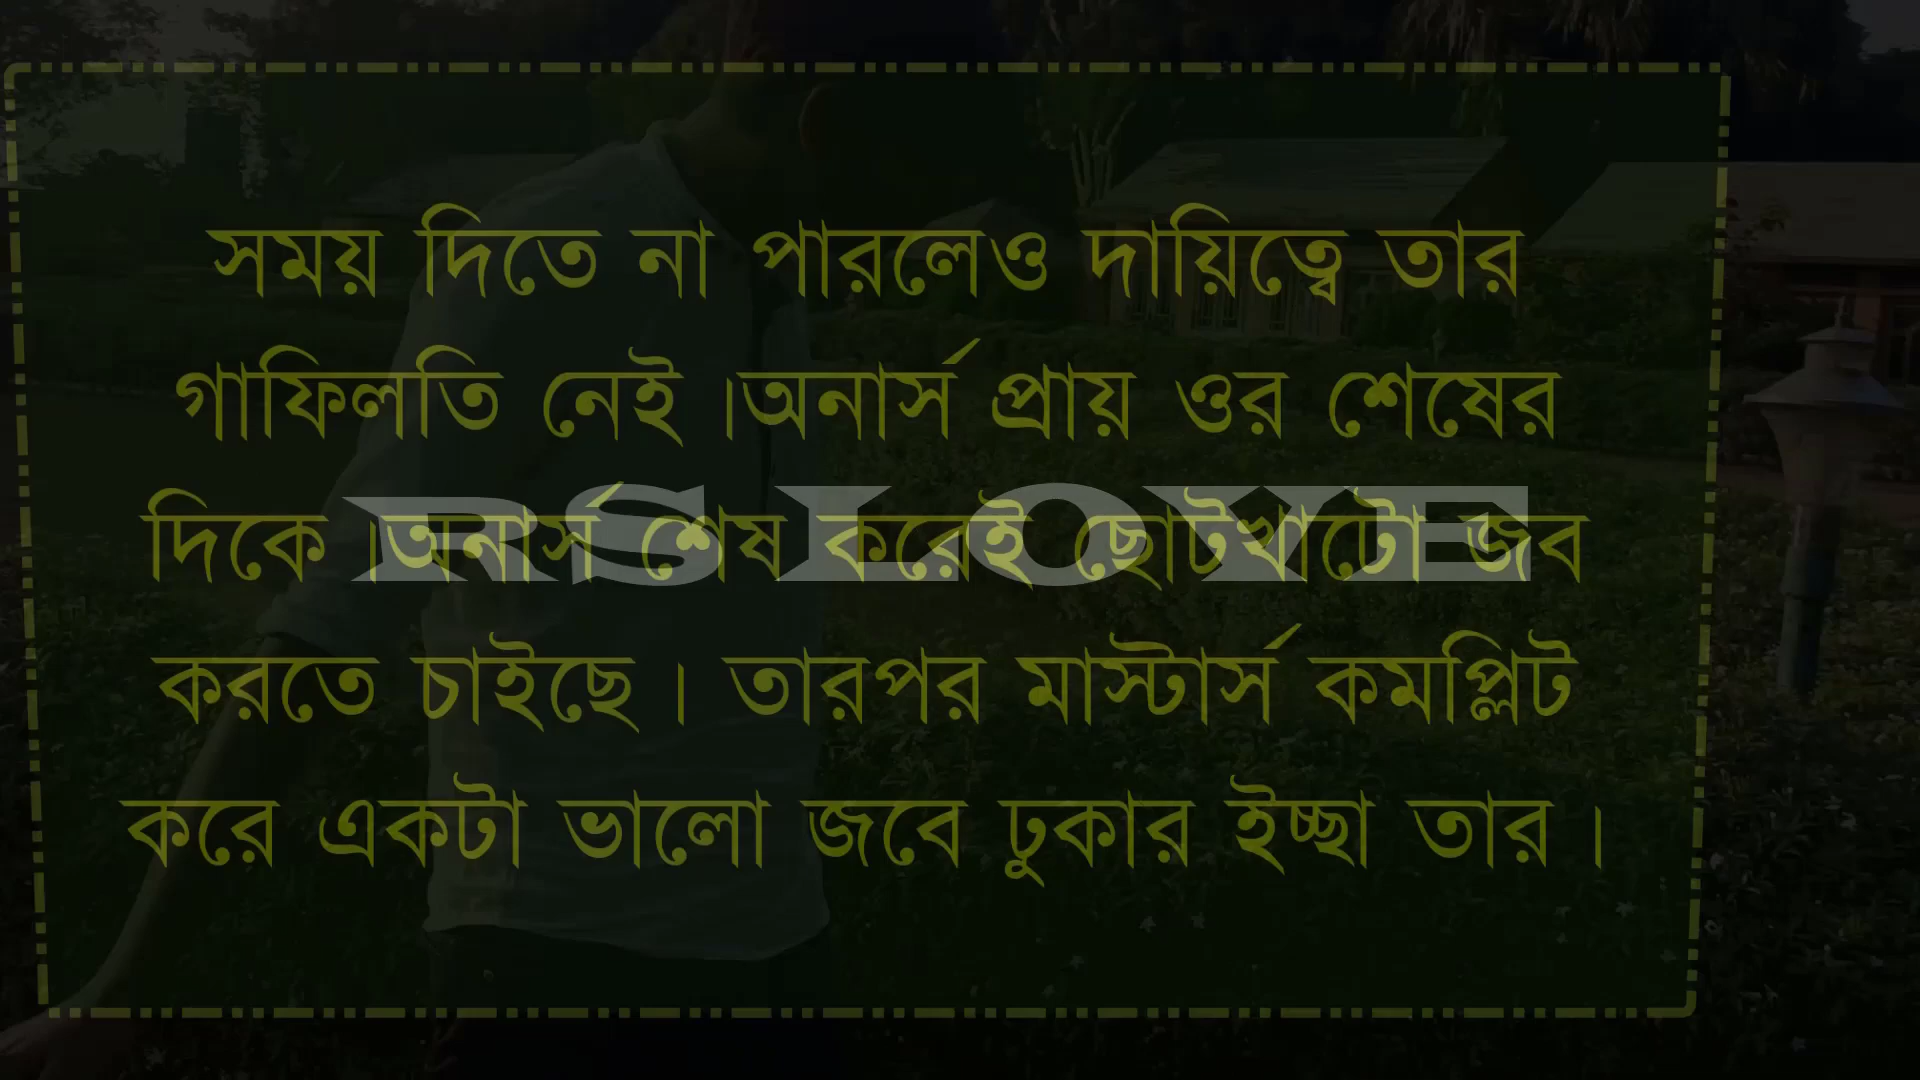 সময় দিতে না পারলেও দায়িত্বে তার
গাফিলতি নেই ।অনার্স প্রায় ওর শেষের
দিকে ।অনার্স শেষ করেই ছোটখাটো জব
RS LOVE
করতে চাইছে । তারপর মাস্টার্স কমপ্লিট
করে একটা ভালো জবে ঢুকার ইচ্ছা তার ।